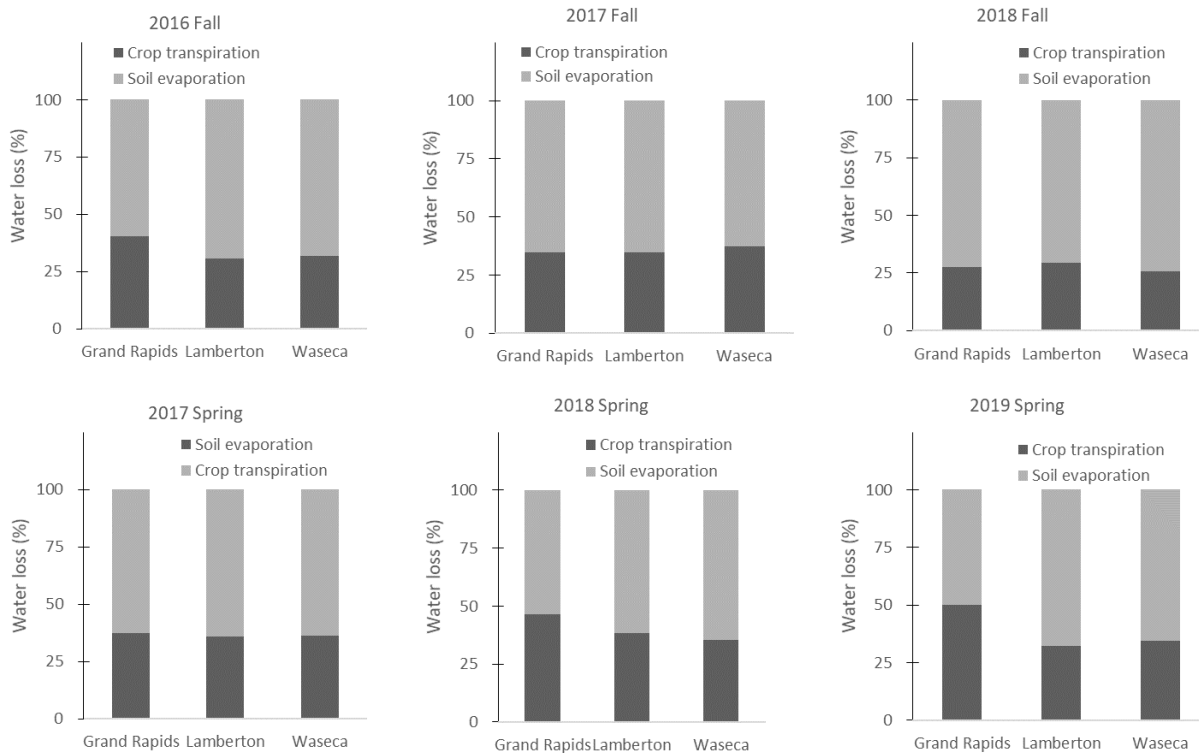 2016 Fall
Crop transpiration
Soil evaporation
Water loss (%)
100
75
50
25
0
Grand Rapids Lamberton Waseca
2017 Fall
Crop transpiration
Soil evaporation
Water loss (%)
100
75
50
25
0
Grand Rapids Lamberton Waseca
2018 Fall
Crop transpiration
Soil evaporation
Water loss (%)
100
75
50
25
0
Grand Rapids Lamberton Waseca
2017 Spring
Soil evaporation
Crop transpiration
Water loss (%)
100
75
50
25
0
Grand Rapids Lamberton Waseca
2018 Spring
Crop transpiration
Soil evaporation
Water loss (%)
100
75
50
25
0
Grand Rapids Lamberton Waseca
2019 Spring
Crop transpiration
Soil evaporation
Water loss (%)
100
75
50
25
0
Grand Rapids Lamberton Waseca